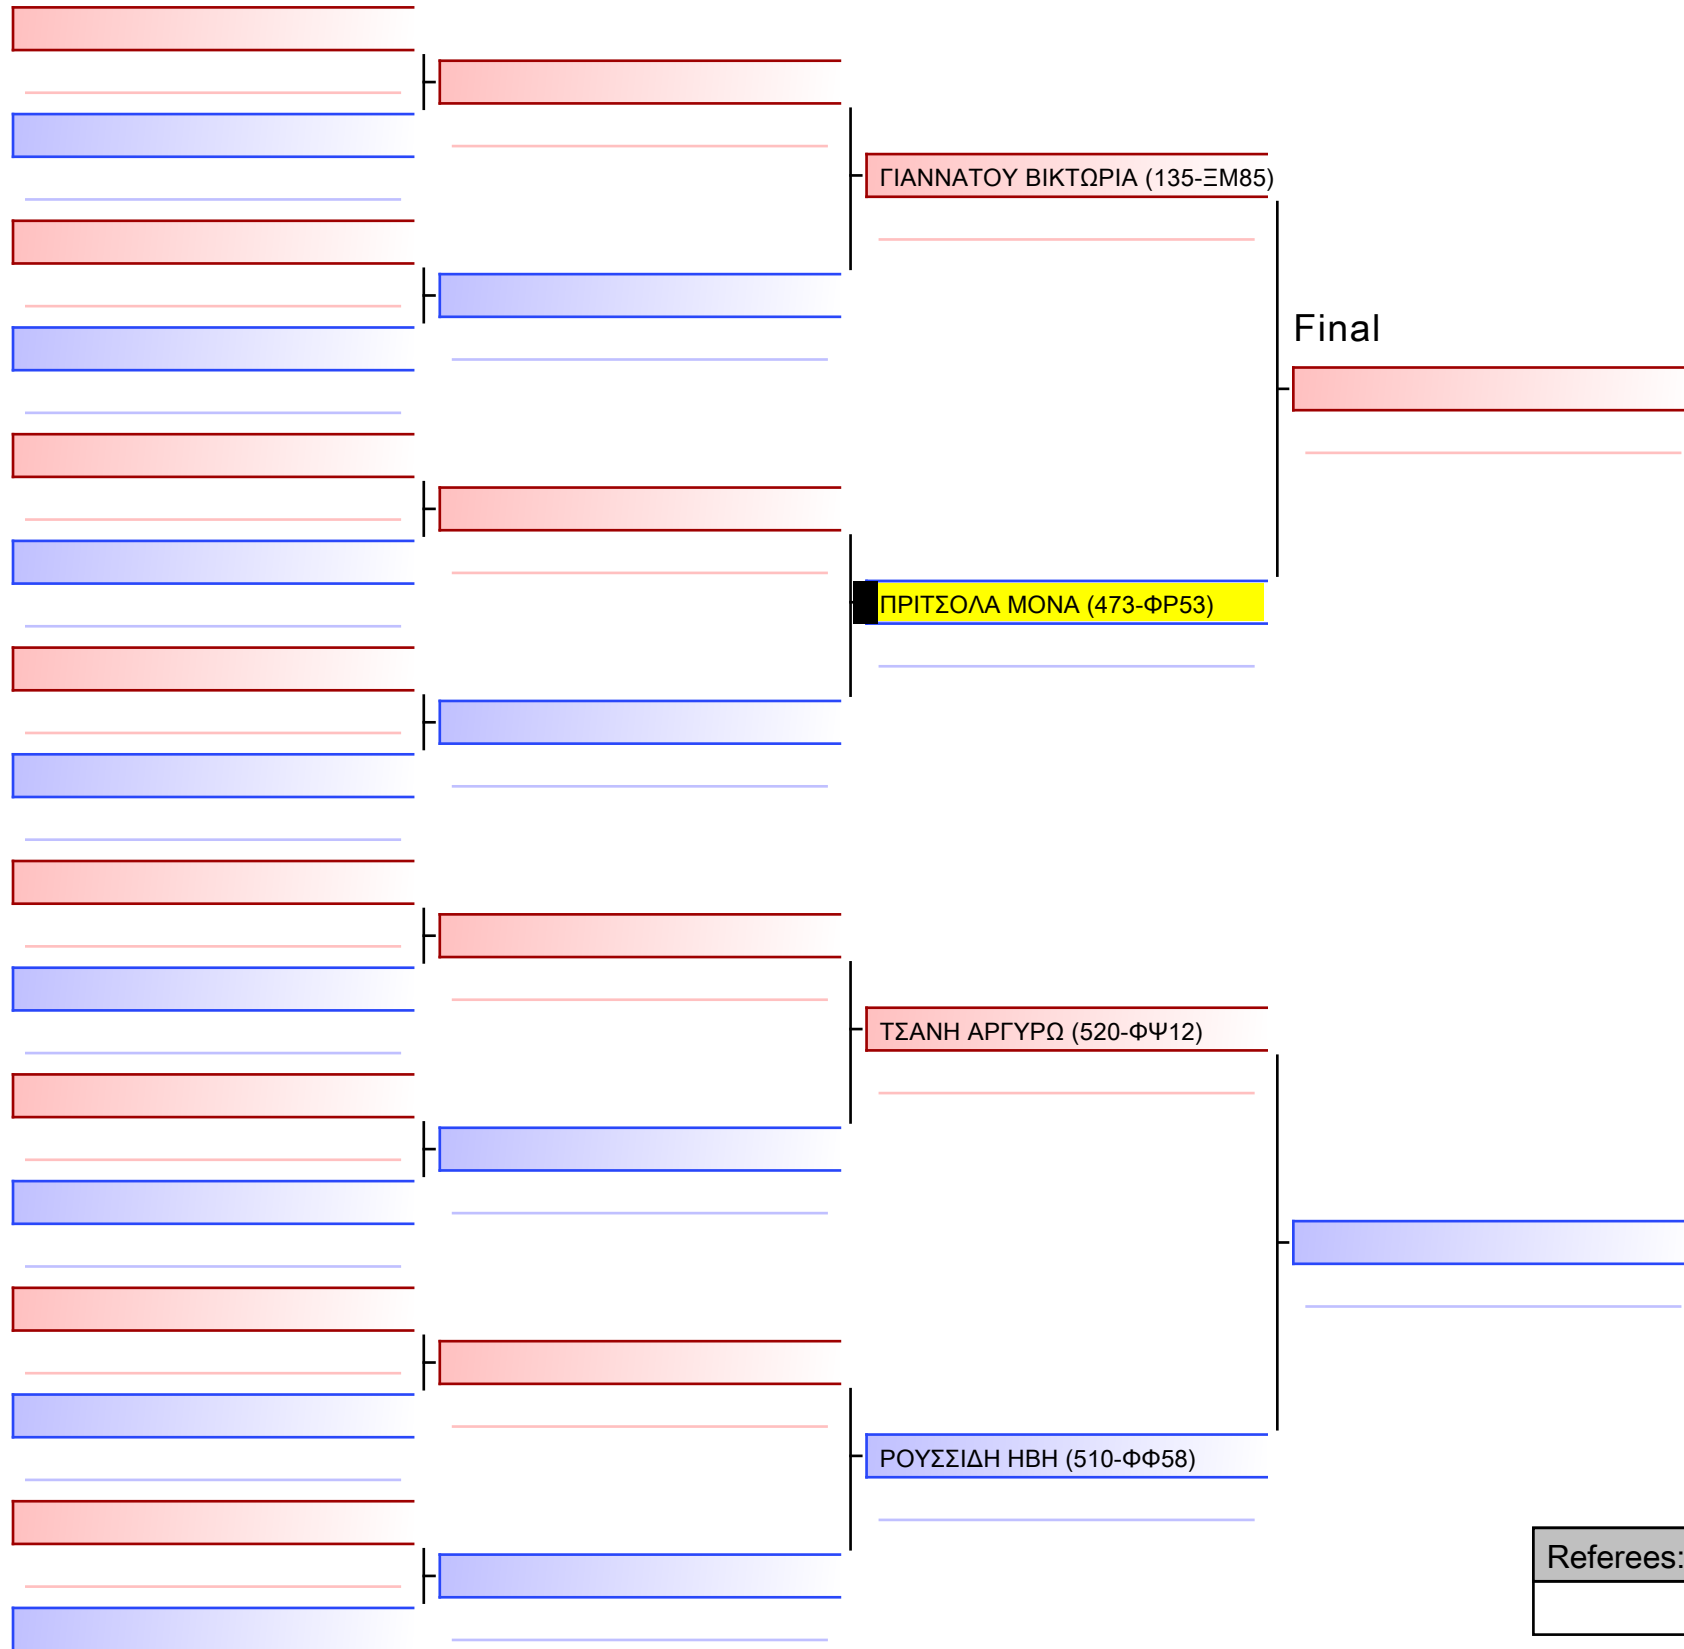 ΓΙΑΝΝΑΤΟΥ ΒΙΚΤΩΡΙΑ (135-ΞΜ85)
Final
ΠΡΙΤΣΟΛΑ ΜΟΝΑ (473-ΦΡ53)
ΤΣΑΝΗ ΑΡΓΥΡΩ (520-ΦΨ12)
ΡΟΥΣΣΙΔΗ ΗΒΗ (510-ΦΦ58)
Referees: